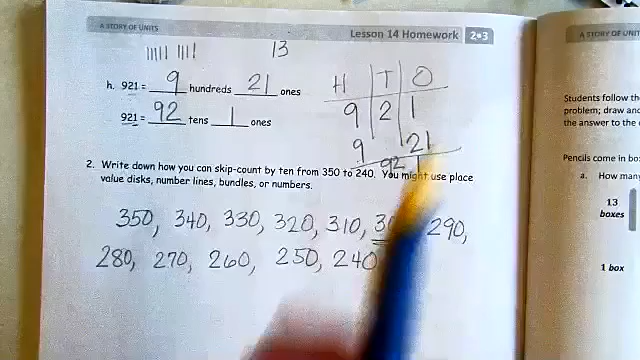 A STORY OF UNITS
Lesson 14 Homework 2•3
A STORY OF UNITS
13
h. 921 = 9 hundreds 21 ones
921 = 92 tens 1 ones
H T O
9 2 1
9 21
92
2. Write down how you can skip-count by ten from 350 to 240. You might use place
value disks, number lines, bundles, or numbers.
350, 340, 330, 320, 310, 290,
280, 270, 260, 250, 240
Students follow the
problem; draw and
the answer to the
Pencils come in
a. How many
13
boxes
1 box